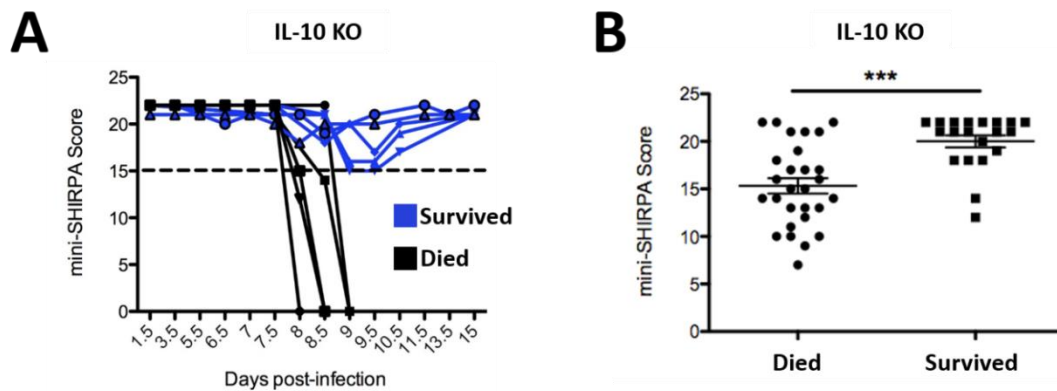 A
IL-10 KO
mini-SHIRPA Score
25
20
15
10
5
0
Survived
Died
1.5 3.5 5.5 6.5 7 7.5 8 8.5 9 9.5 10.5 11.5 13.5 15
Days post-infection
B
IL-10 KO
***
mini-SHIRPA Score
25
20
15
10
5
0
Died Survived